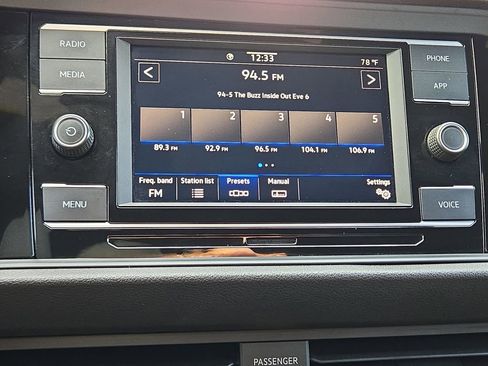 RADIO
MEDIA
MENU
PHONE
APP
VOICE
12:33
78 °F
<
94.5 FM
>
94-5 The Buzz Inside Out Eve 6
1 2 3 4 5
89.3 FM 92.9 FM 96.5 FM 104.1 FM 106.9 FM
Freq. band Station list Presets Manual Settings
FM
PASSENGER